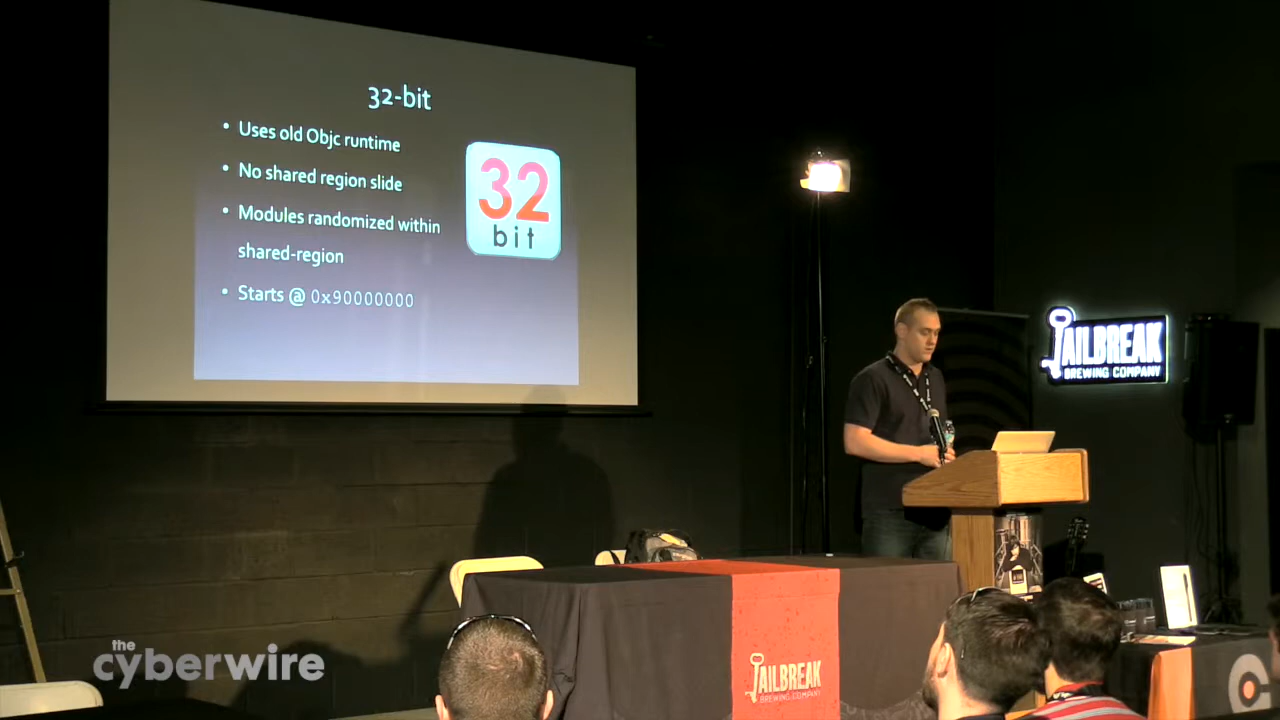 32-bit
• Uses old Objc runtime
• No shared region slide
• Modules randomized within
shared-region
• Starts @ 0x90000000
32
bit
JAILBREAK
BREWING COMPANY
JAILBREAK
BREWING COMPANY
the
cyberwire